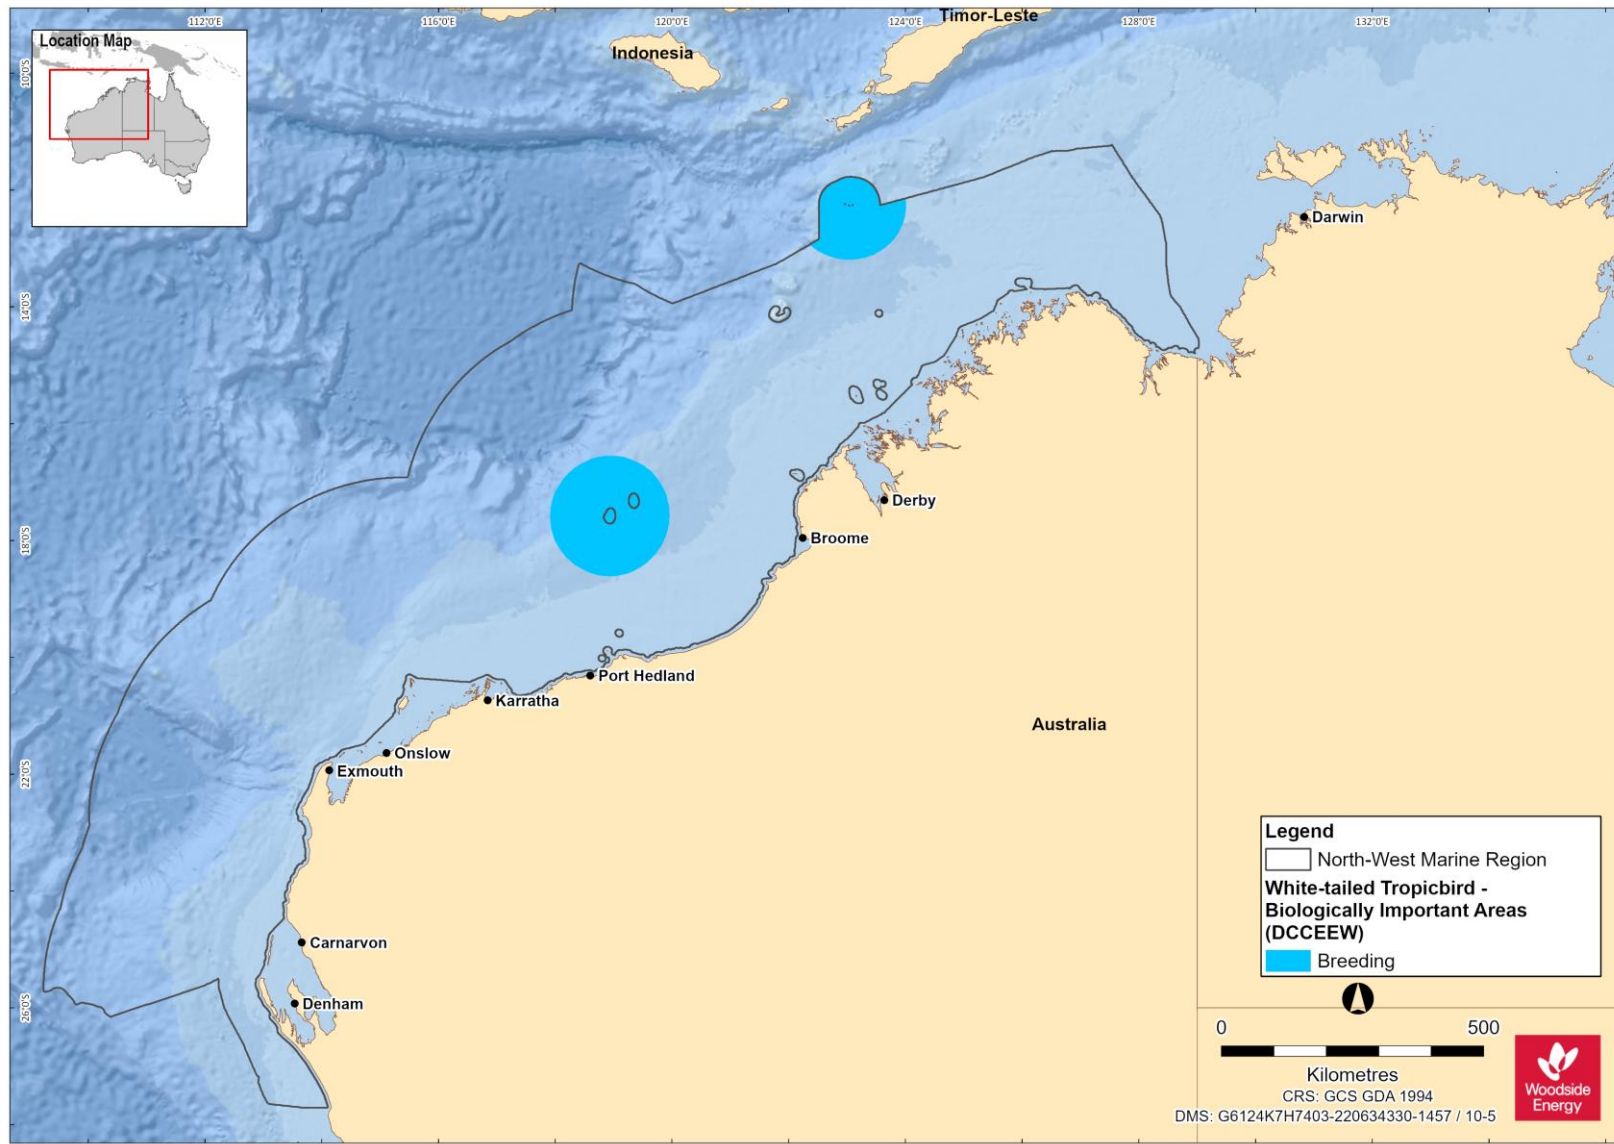 112°0'E
116°0'E
120°0'E
124°0'E
128°0'E
132°0'E
Location Map
Timor-Leste
Indonesia
10°0'S
Darwin
14°0'S
Derby
18°0'S
Broome
Port Hedland
Karratha
Australia
Onslow
22°0'S
Exmouth
Carnarvon
Denham
26°0'S
Legend
North-West Marine Region
White-tailed Tropicbird -
Biologically Important Areas
(DCCEEW)
Breeding
0 500
Kilometres
CRS: GCS GDA 1994
DMS: G6124K7H7403-220634330-1457 / 10-5
Woodside
Energy